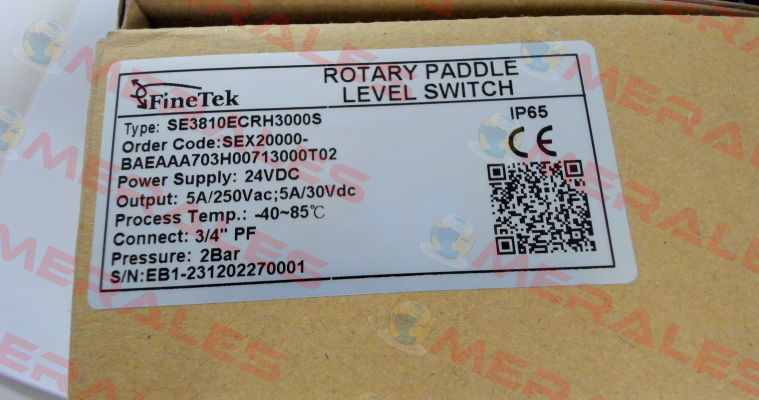 FineTek
ROTARY PADDLE
LEVEL SWITCH
Type: SE3810ECRH3000S
Order Code:SEX20000-
BAEAAA703H00713000T02
Power Supply: 24VDC
Output: 5A/250Vac;5A/30Vdc
Process Temp.: -40~85℃
Connect: 3/4" PF
Pressure: 2Bar
S/N:EB1-231202270001
IP65
CE
MERALES
MERALES
MERALES
MERALES
MERALES